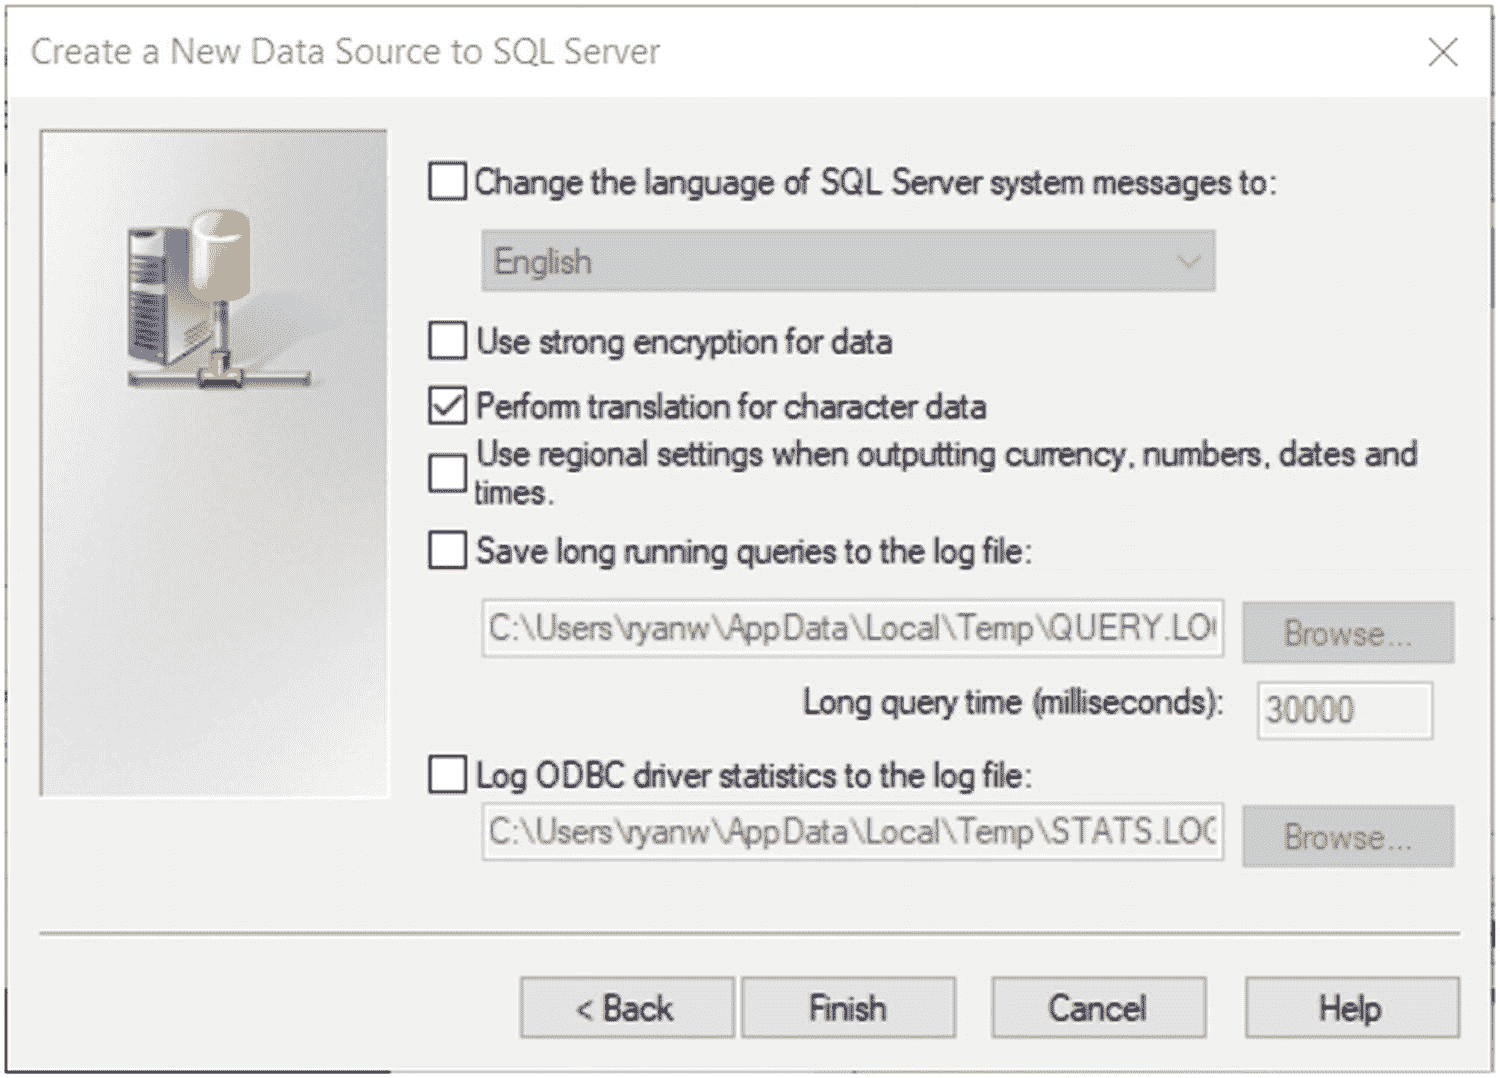 Create a New Data Source to SQL Server
Change the language of SQL Server system messages to:
English
Use strong encryption for data
Perform translation for character data
Use regional settings when outputting currency, numbers, dates and
times.
Save long running queries to the log file:
C:\Users\ryanw\AppData\Local\Temp\QUERY.LO
Browse...
Long query time (milliseconds):
30000
Log ODBC driver statistics to the log file:
C:\Users\ryanw\AppData\Local\Temp\STATS.LOG
Browse...
< Back
Finish
Cancel
Help